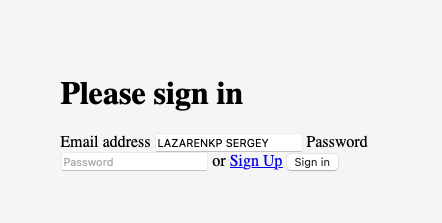 Please sign in
Email address LAZARENKP SERGEY Password
Password or Sign Up Sign in